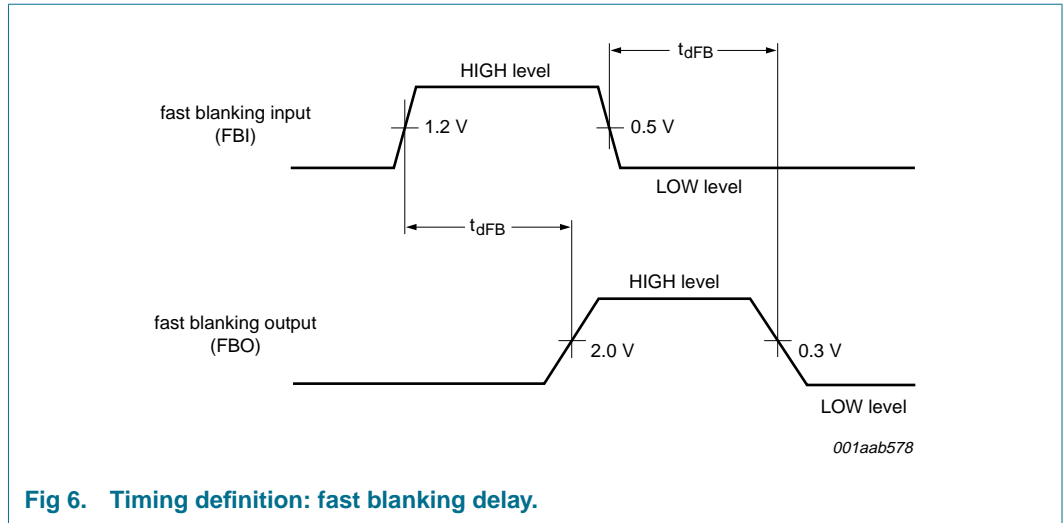 t_dFB
HIGH level
fast blanking input
(FBI)
1.2 V
0.5 V
LOW level
t_dFB
HIGH level
fast blanking output
(FBO)
2.0 V
0.3 V
LOW level
001aab578
Fig 6. Timing definition: fast blanking delay.